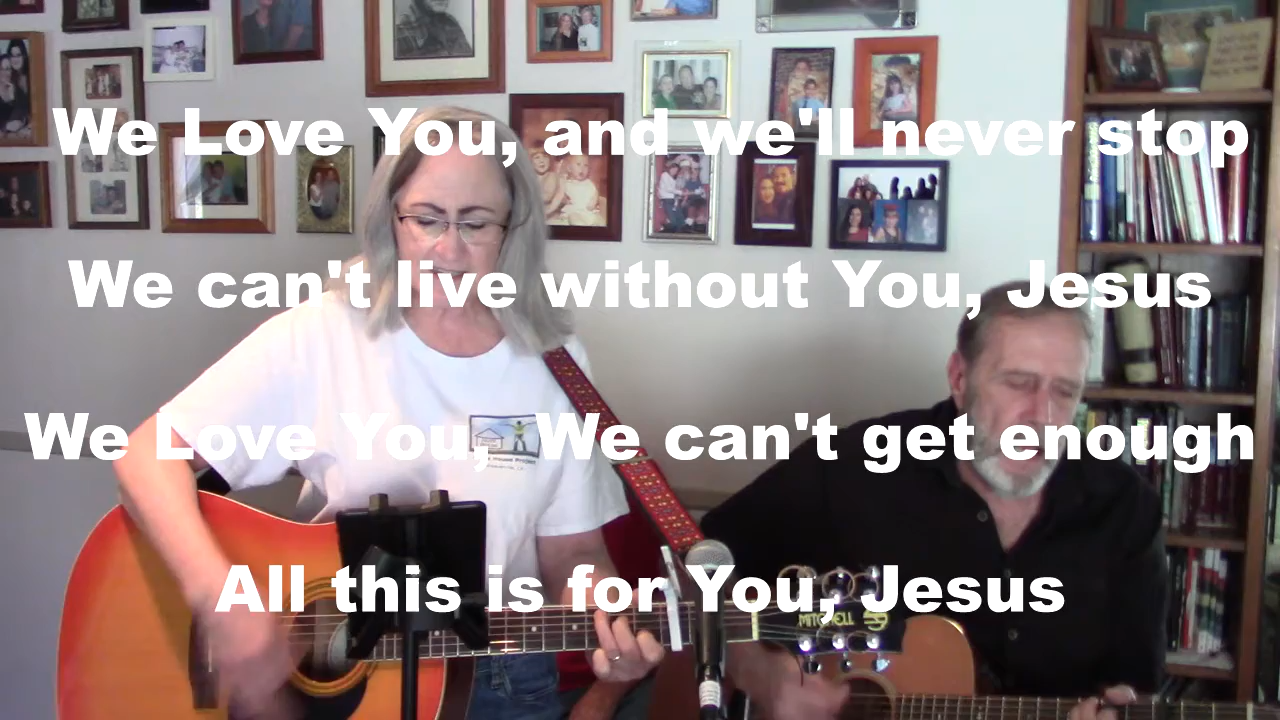 We Love You, and we'll never stop
We can't live without You, Jesus
We Love You, We can't get enough
All this is for You, Jesus
MITCHELL